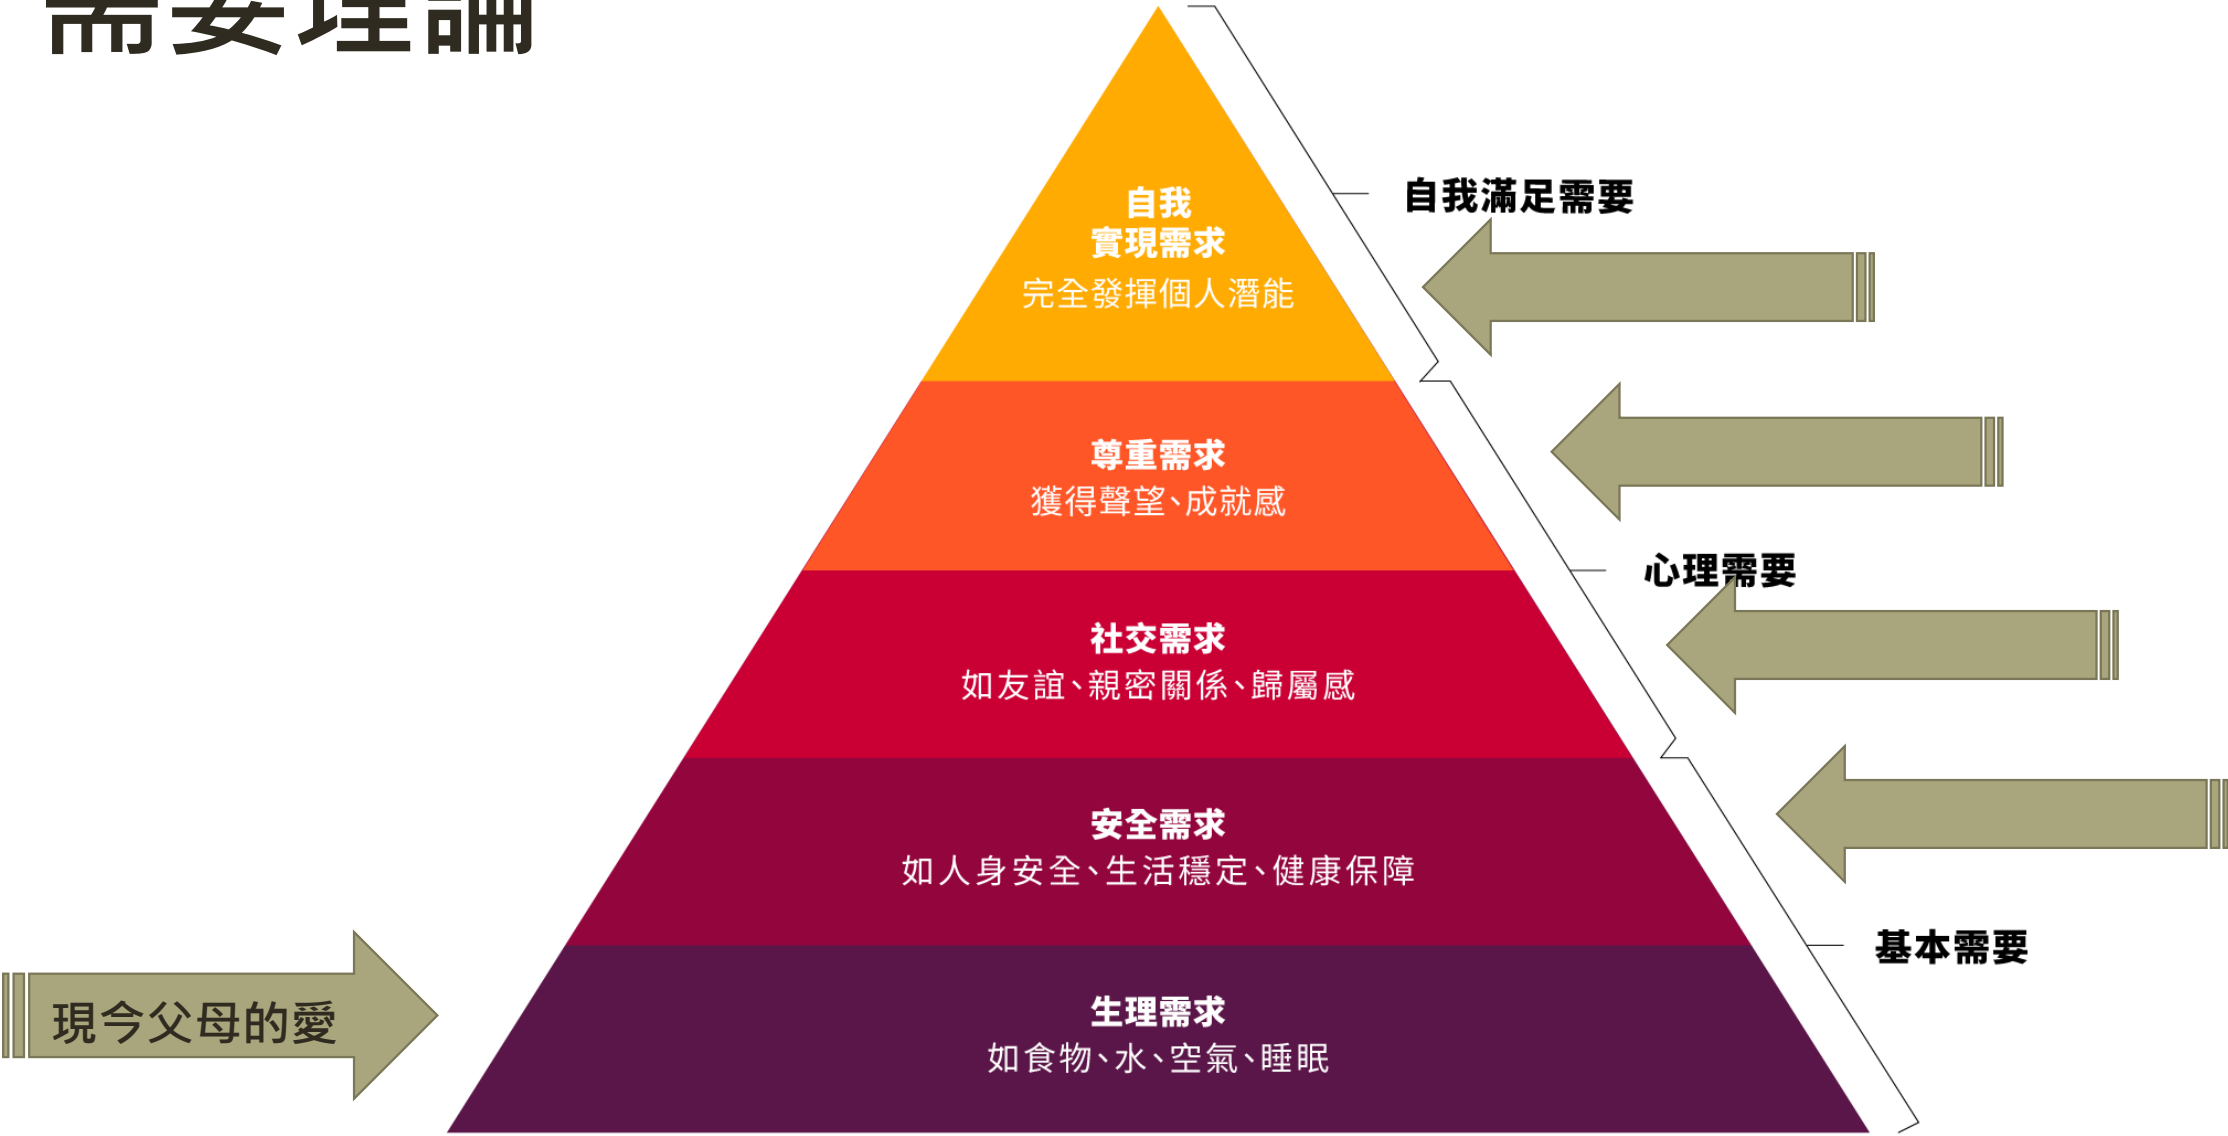 需要理論
自我
實現需求
完全發揮個人潛能
自我滿足需要
尊重需求
獲得聲望、成就感
心理需要
社交需求
如友誼、親密關係、歸屬感
安全需求
如人身安全、生活穩定、健康保障
基本需要
生理需求
如食物、水、空氣、睡眠
現今父母的愛